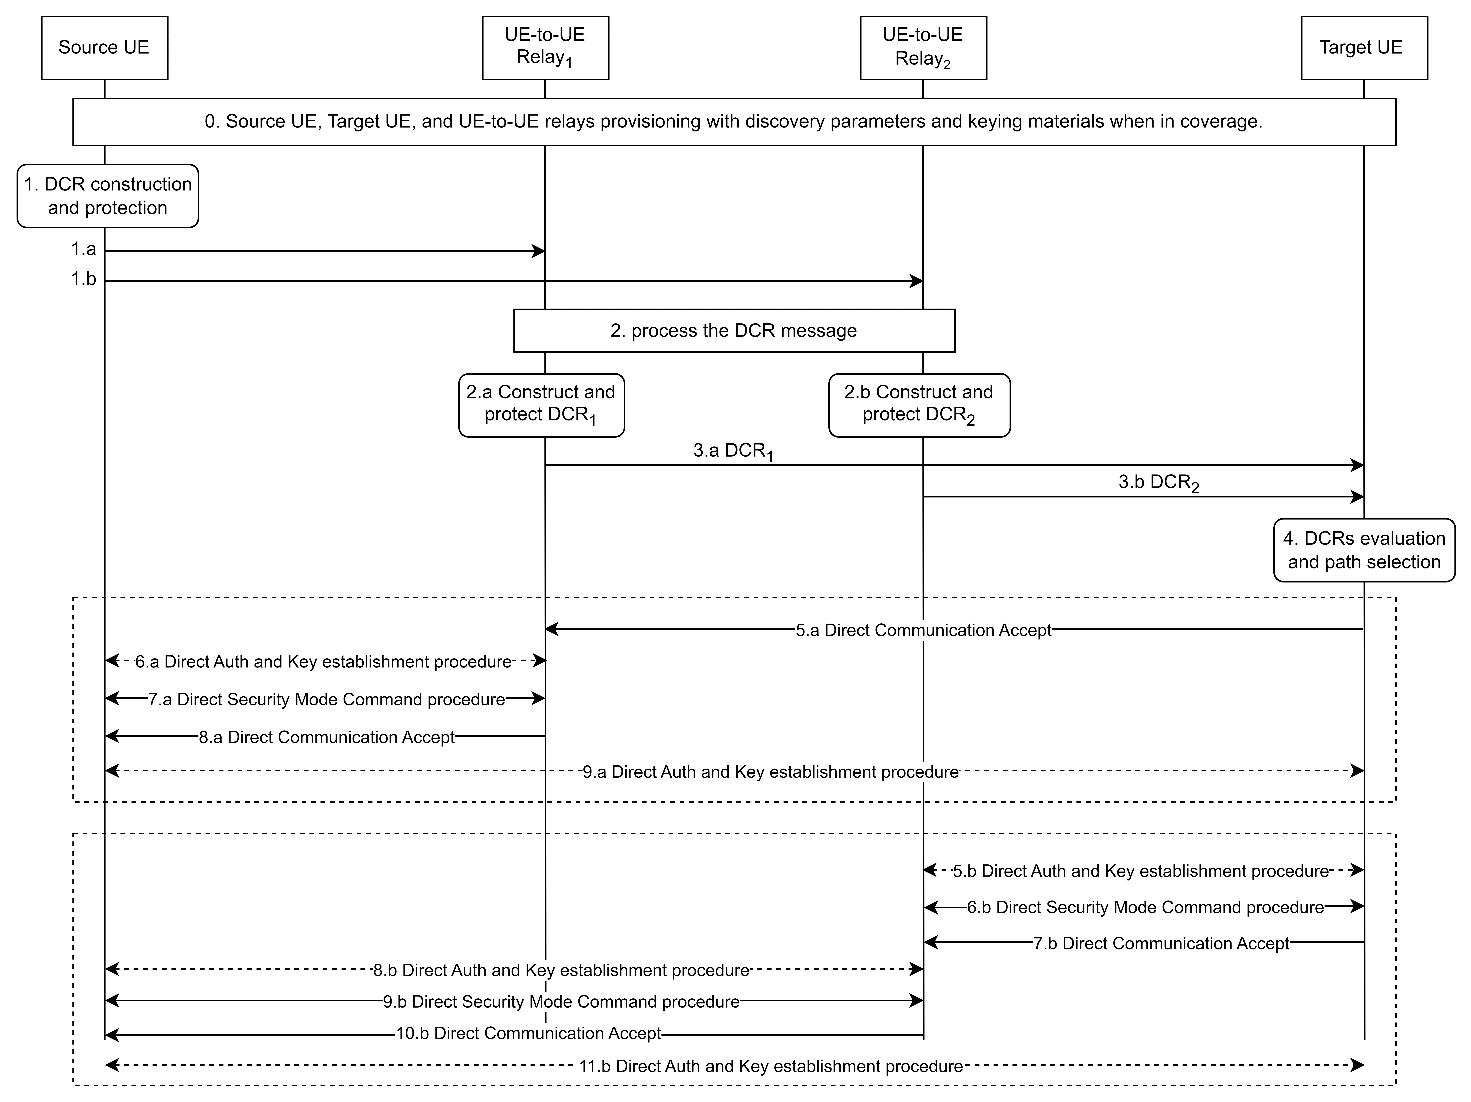 Source UE
UE-to-UE
Relay1
UE-to-UE
Relay2
Target UE
0. Source UE, Target UE, and UE-to-UE relays provisioning with discovery parameters and keying materials when in coverage.
1. DCR construction
and protection
1.a
1.b
2. process the DCR message
2.a Construct and
protect DCR1
2.b Construct and
protect DCR2
3.a DCR1
3.b DCR2
4. DCRs evaluation
and path selection
5.a Direct Communication Accept
6.a Direct Auth and Key establishment procedure
7.a Direct Security Mode Command procedure
8.a Direct Communication Accept
9.a Direct Auth and Key establishment procedure
5.b Direct Auth and Key establishment procedure
6.b Direct Security Mode Command procedure
7.b Direct Communication Accept
8.b Direct Auth and Key establishment procedure
9.b Direct Security Mode Command procedure
10.b Direct Communication Accept
11.b Direct Auth and Key establishment procedure